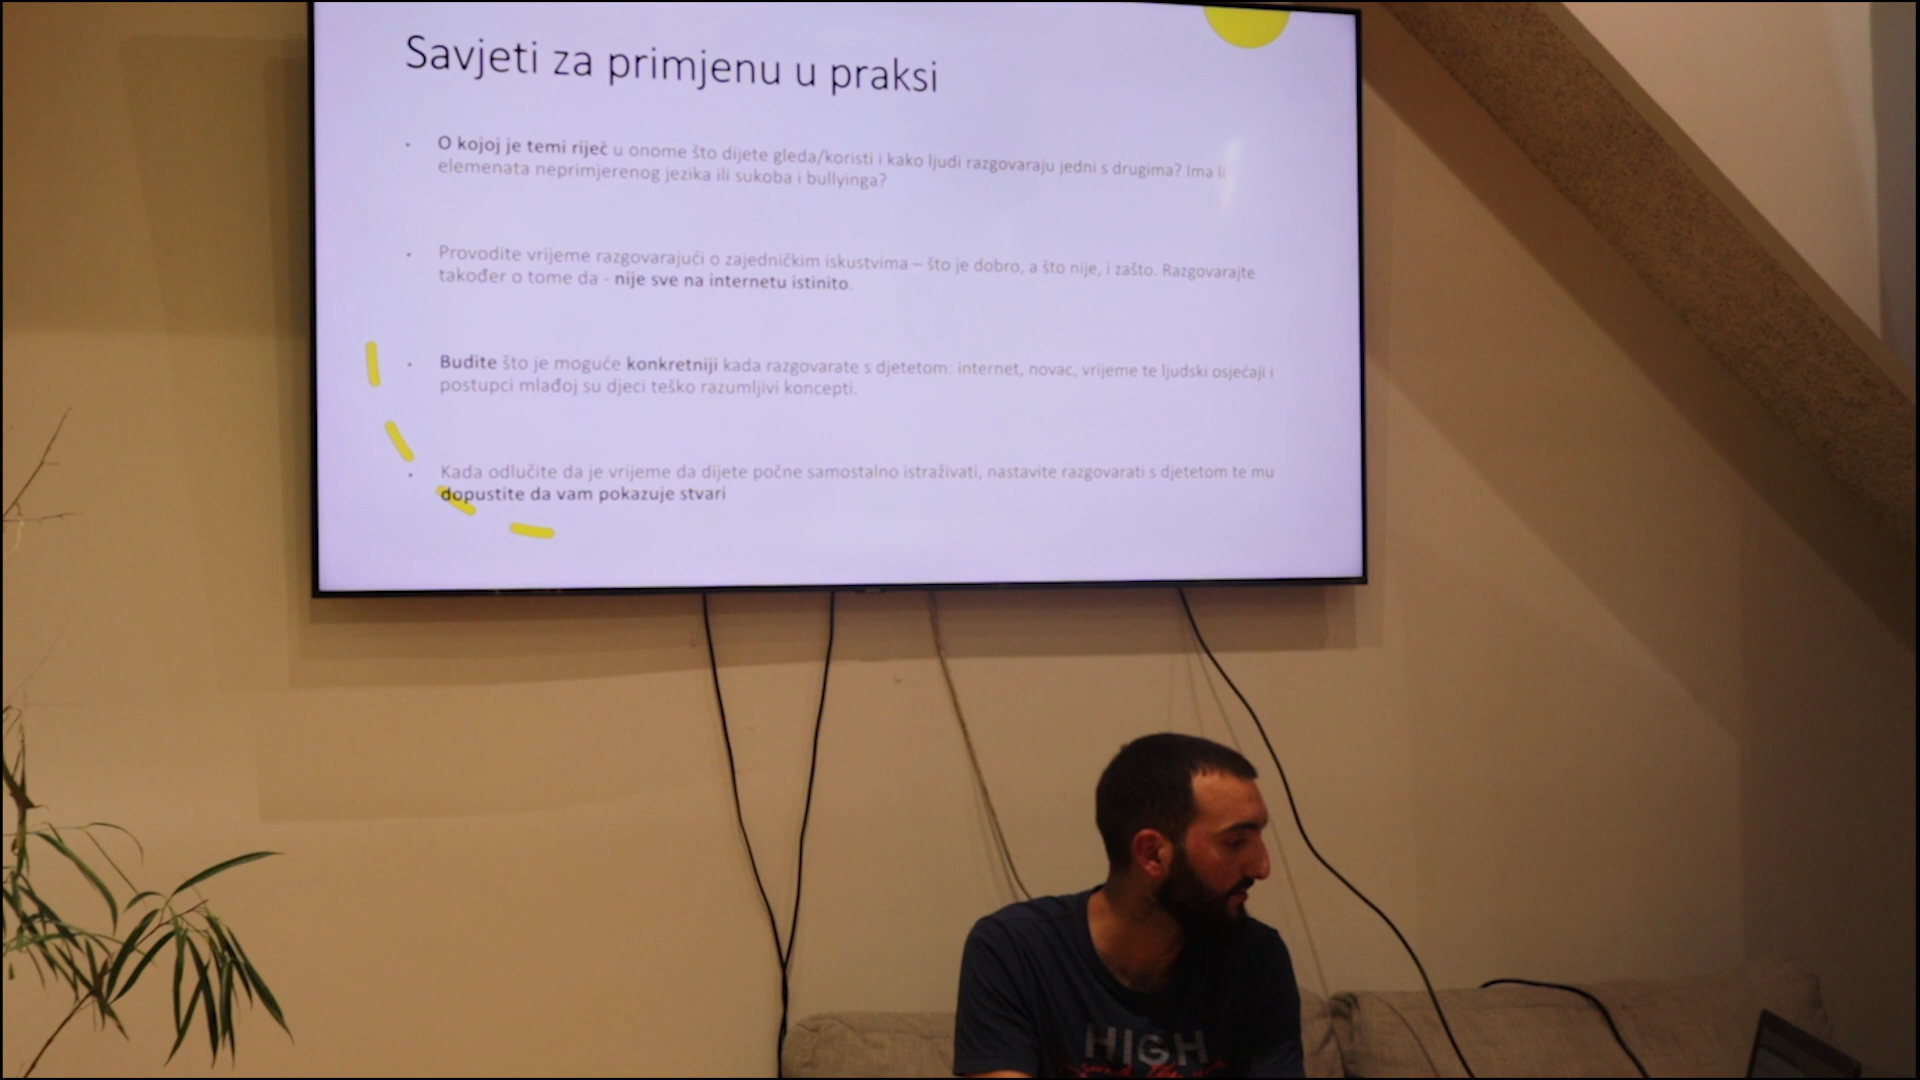 Savjeti za primjenu u praksi
O kojoj je temi riječ u onome što dijete gleda/koristi i kako ljudi razgovaraju jedni s drugima? Ima li
elemenata neprimjerenog jezika ili sukoba i bullyinga?
Provodite vrijeme razgovarajući o zajedničkim iskustvima – što je dobro, a što nije, i zašto. Razgovarajte
također o tome da - nije sve na internetu istinito.
Budite što je moguće konkretniji kada razgovarate s djetetom: internet, novac, vrijeme te ljudski osjećaji i
postupci mlađoj su djeci teško razumljivi koncepti.
Kada odlučite da je vrijeme da dijete počne samostalno istraživati, nastavite razgovarati s djetetom te mu
dopustite da vam pokazuje stvari
HIGH